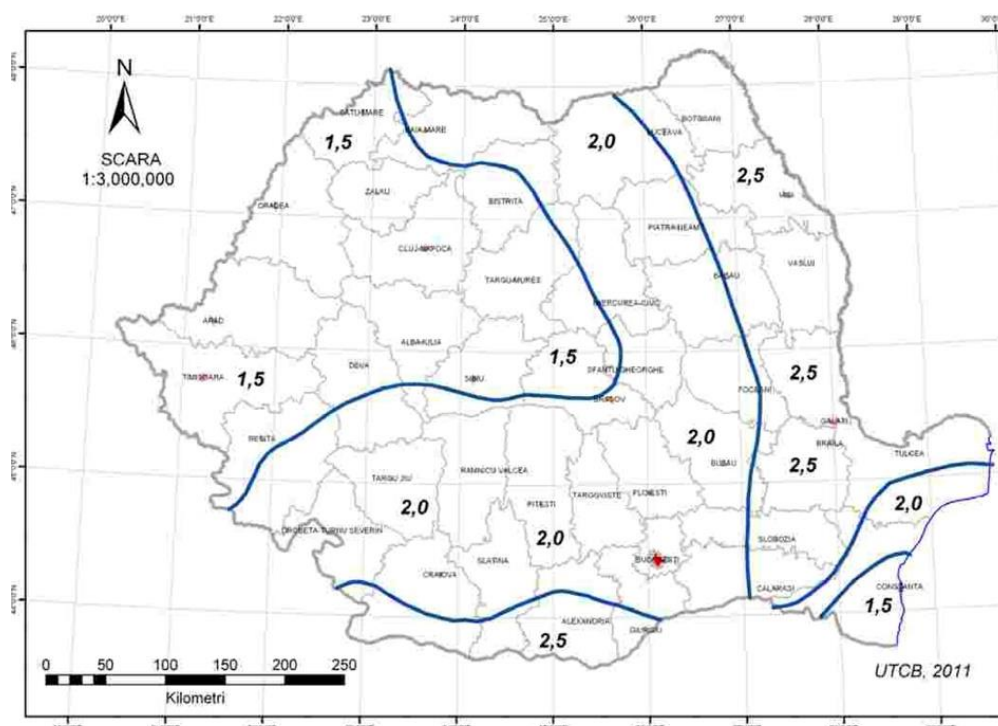 N
SCARA
1:3,000,000
SATU-MARE
BAIA-MARE
SUCEAVA
BOTOSANI
1,5
2,0
2,5
ZALAU
BISTRITA
ORADEA
IASI
CLUJ-NAPOCA
PIATRA-NEAMT
VASLUI
BACAU
TARGU-MURES
MIERCUREA-CIUC
ARAD
ALBA-IULIA
1,5
DEVA
SIBIU
SFANTU-GHEORGHE
TIMISOARA
1,5
2,5
FOCSANI
BRASOV
GALATI
RESITA
2,0
BRAILA
TULCEA
BUZAU
2,5
TARGU JIU
RAMNICU VALCEA
TARGOVISTE
PLOIESTI
PITESTI
2,0
2,0
DROBETA-TURNU SEVERIN
2,0
SLOBOZIA
SLATINA
BUCURESTI
CRAIOVA
CALARASI
CONSTANTA
1,5
ALEXANDRIA
GIURGIU
2,5
0 50 100 150 200 250
Kilometri
UTCB, 2011